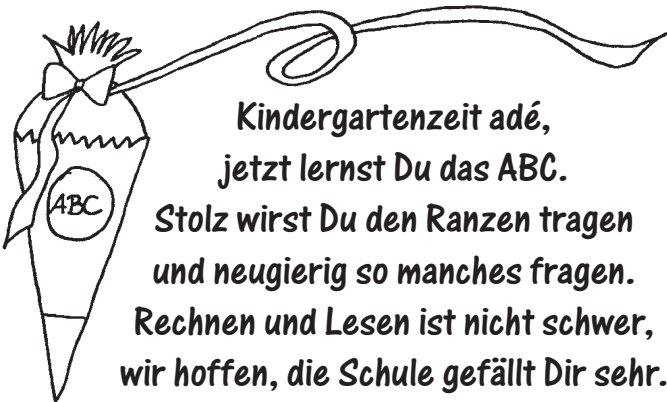 Kindergartenzeit adé,
jetzt lernst Du das ABC.
Stolz wirst Du den Ranzen tragen
und neugierig so manches fragen.
Rechnen und Lesen ist nicht schwer,
wir hoffen, die Schule gefällt Dir sehr.
ABC